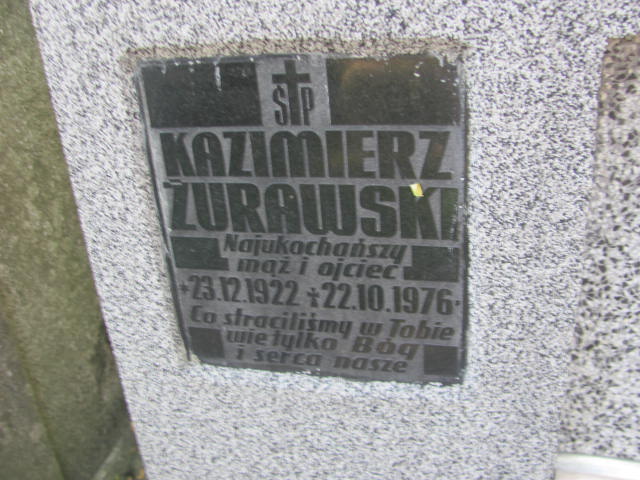 ŚP
KAZIMIERZ
ŻURAWSKI
Najukochańszy
mąż i ojciec
*23.12.1922 ✝22.10.1976
Co straciliśmy w Tobie
wie tylko Bóg
i serca nasze